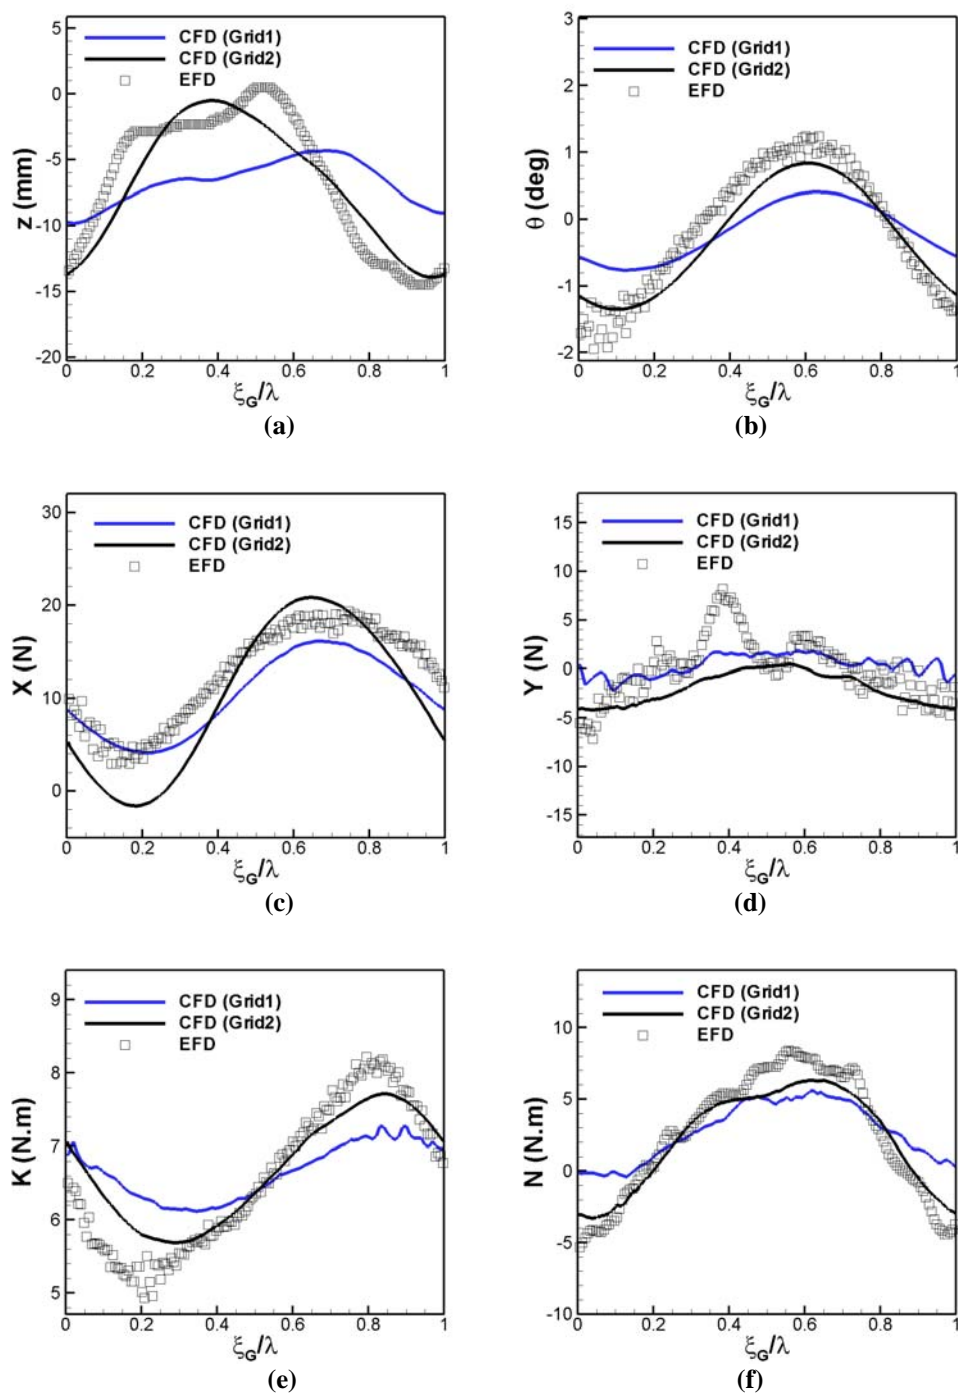 5
0
-5
-10
-15
-20
z (mm)
CFD (Grid1)
CFD (Grid2)
EFD
0 0.2 0.4 0.6 0.8 1
ξG/λ
(a)
3
2
1
0
-1
-2
θ (deg)
CFD (Grid1)
CFD (Grid2)
EFD
0 0.2 0.4 0.6 0.8 1
ξG/λ
(b)
30
20
10
0
X (N)
CFD (Grid1)
CFD (Grid2)
EFD
0 0.2 0.4 0.6 0.8 1
ξG/λ
(c)
15
10
5
0
-5
-10
-15
Y (N)
CFD (Grid1)
CFD (Grid2)
EFD
0 0.2 0.4 0.6 0.8 1
ξG/λ
(d)
9
8
7
6
5
K (N.m)
CFD (Grid1)
CFD (Grid2)
EFD
0 0.2 0.4 0.6 0.8 1
ξG/λ
(e)
10
5
0
-5
-10
N (N.m)
CFD (Grid1)
CFD (Grid2)
EFD
0 0.2 0.4 0.6 0.8 1
ξG/λ
(f)